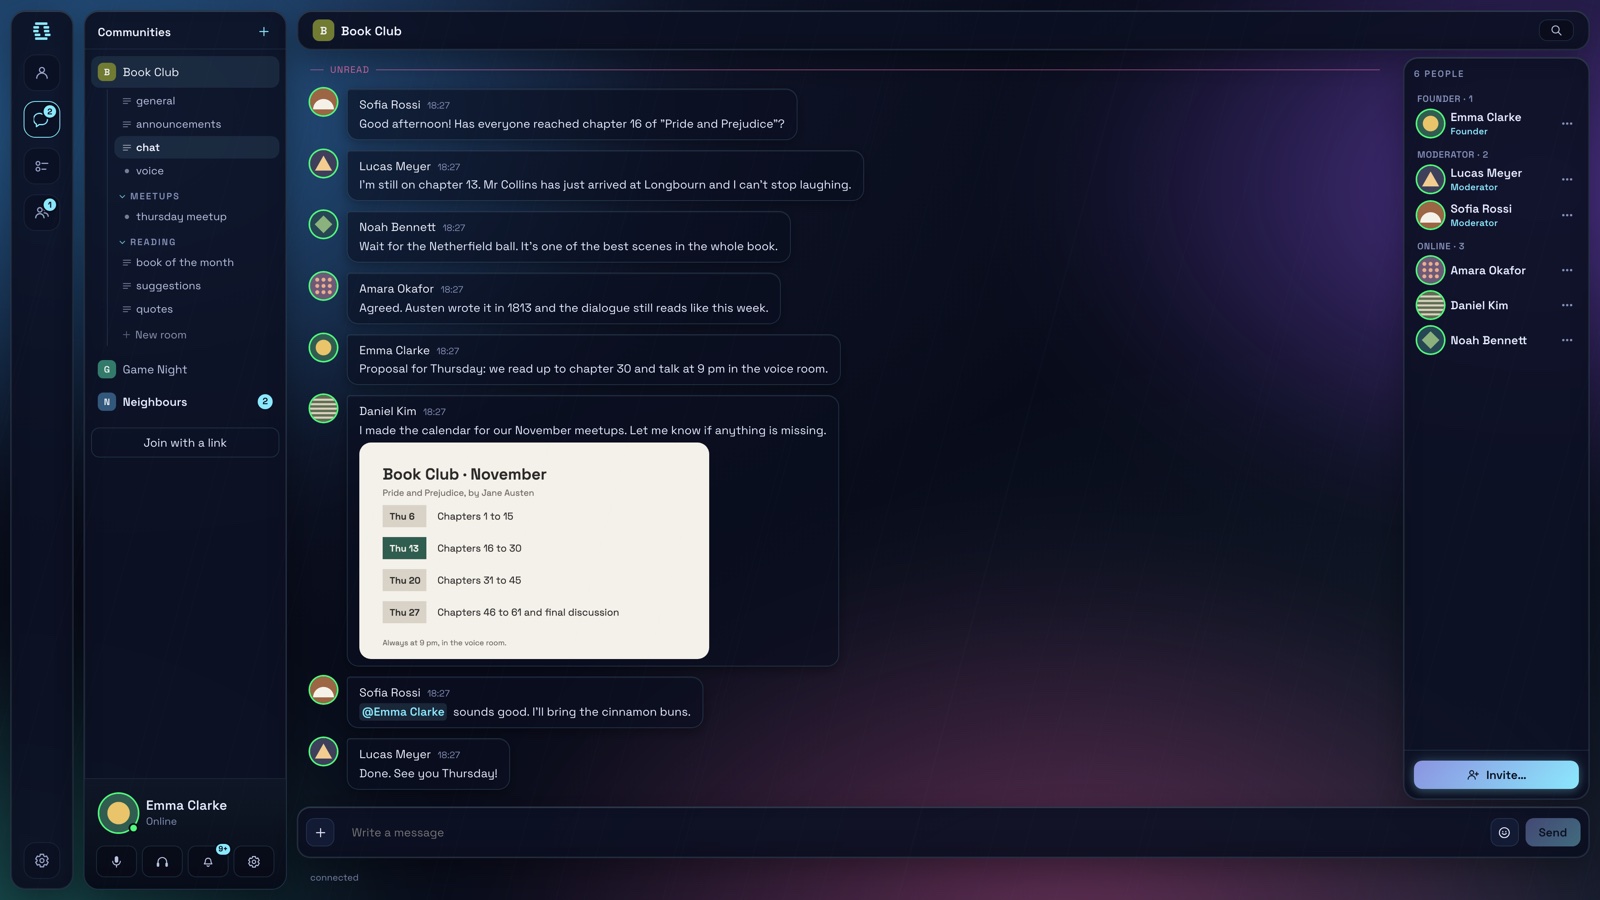 2
1
Communities
+
B Book Club
general
announcements
chat
voice
MEETUPS
thursday meetup
READING
book of the month
suggestions
quotes
+ New room
G Game Night
N Neighbours 2
Join with a link
Emma Clarke
Online
9+
B Book Club
UNREAD
Sofia Rossi 18:27
Good afternoon! Has everyone reached chapter 16 of "Pride and Prejudice"?
Lucas Meyer 18:27
I'm still on chapter 13. Mr Collins has just arrived at Longbourn and I can't stop laughing.
Noah Bennett 18:27
Wait for the Netherfield ball. It's one of the best scenes in the whole book.
Amara Okafor 18:27
Agreed. Austen wrote it in 1813 and the dialogue still reads like this week.
Emma Clarke 18:27
Proposal for Thursday: we read up to chapter 30 and talk at 9 pm in the voice room.
Daniel Kim 18:27
I made the calendar for our November meetups. Let me know if anything is missing.
Book Club · November
Pride and Prejudice, by Jane Austen
Thu 6 Chapters 1 to 15
Thu 13 Chapters 16 to 30
Thu 20 Chapters 31 to 45
Thu 27 Chapters 46 to 61 and final discussion
Always at 9 pm, in the voice room.
Sofia Rossi 18:27
@Emma Clarke sounds good. I'll bring the cinnamon buns.
Lucas Meyer 18:27
Done. See you Thursday!
+ Write a message
Send
connected
6 PEOPLE
FOUNDER · 1
Emma Clarke
Founder
MODERATOR · 2
Lucas Meyer
Moderator
Sofia Rossi
Moderator
ONLINE · 3
Amara Okafor
Daniel Kim
Noah Bennett
Invite...